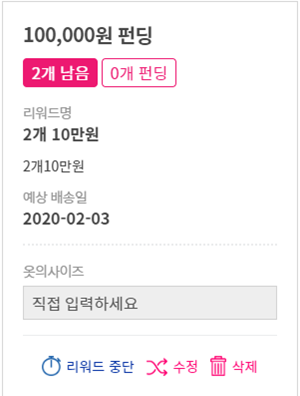 100,000원 펀딩
2개 남음 0개 펀딩
리워드명
2개 10만원
2개10만원
예상 배송일
2020-02-03
옷의사이즈
직접 입력하세요
리워드 중단 수정 삭제